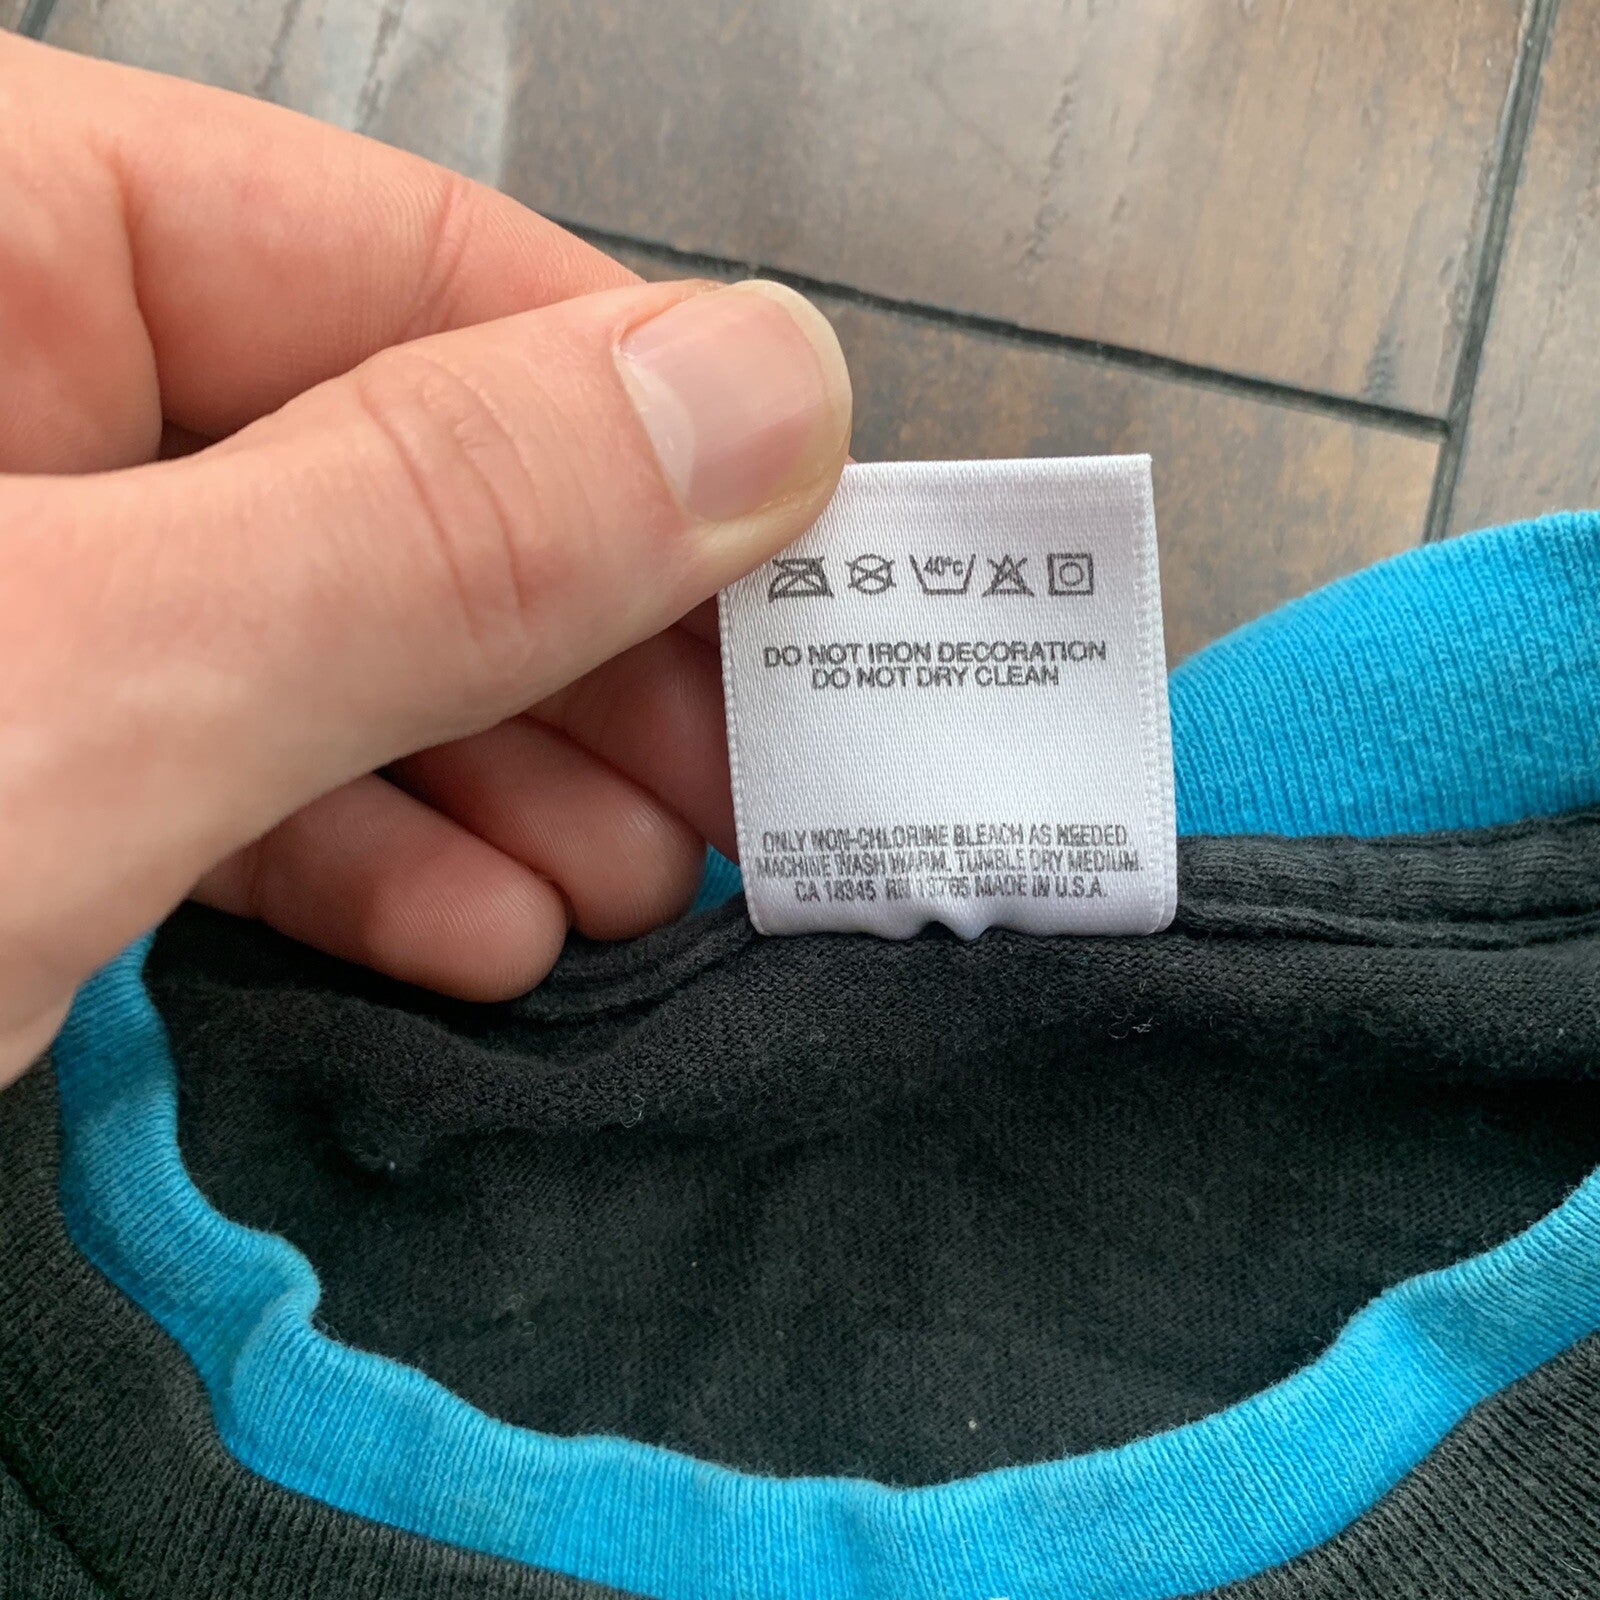 40°C
DO NOT IRON DECORATION
DO NOT DRY CLEAN
ONLY NON-CHLORINE BLEACH AS NEEDED
MACHINE WASH WARM. TUMBLE DRY MEDIUM.
CA 18345 RN 13765 MADE IN U.S.A.